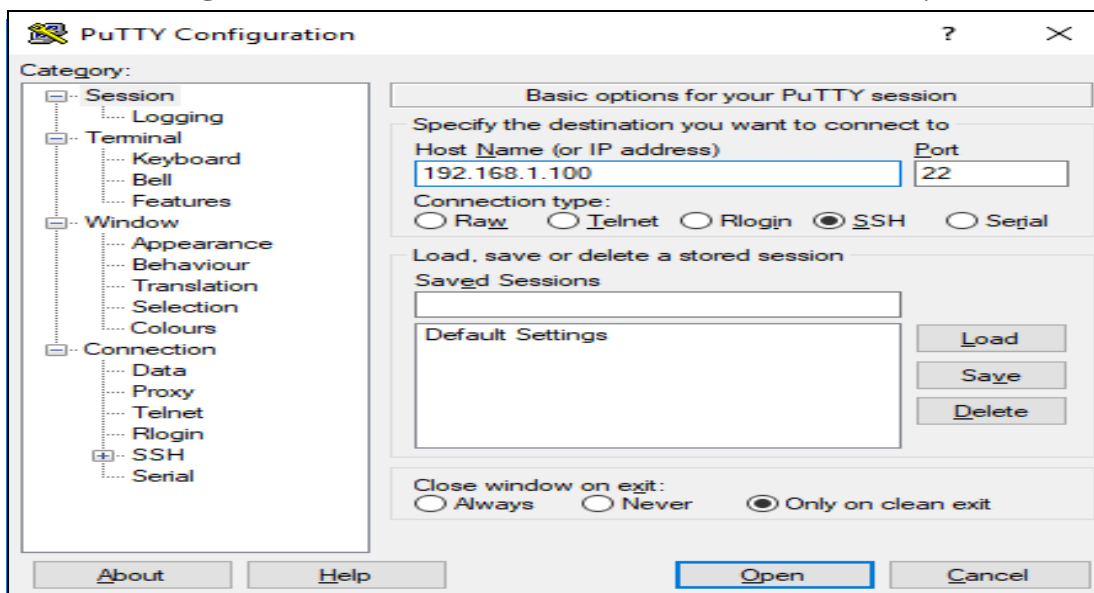 PuTTY Configuration ? ×
Category:
Session
Logging
Terminal
Keyboard
Bell
Features
Window
Appearance
Behaviour
Translation
Selection
Colours
Connection
Data
Proxy
Telnet
Rlogin
SSH
Serial
Basic options for your PuTTY session
Specify the destination you want to connect to
Host Name (or IP address) Port
192.168.1.100 22
Connection type:
Raw Telnet Rlogin SSH Serial
Load, save or delete a stored session
Saved Sessions
Default Settings
Load
Save
Delete
Close window on exit:
Always Never Only on clean exit
About Help Open Cancel